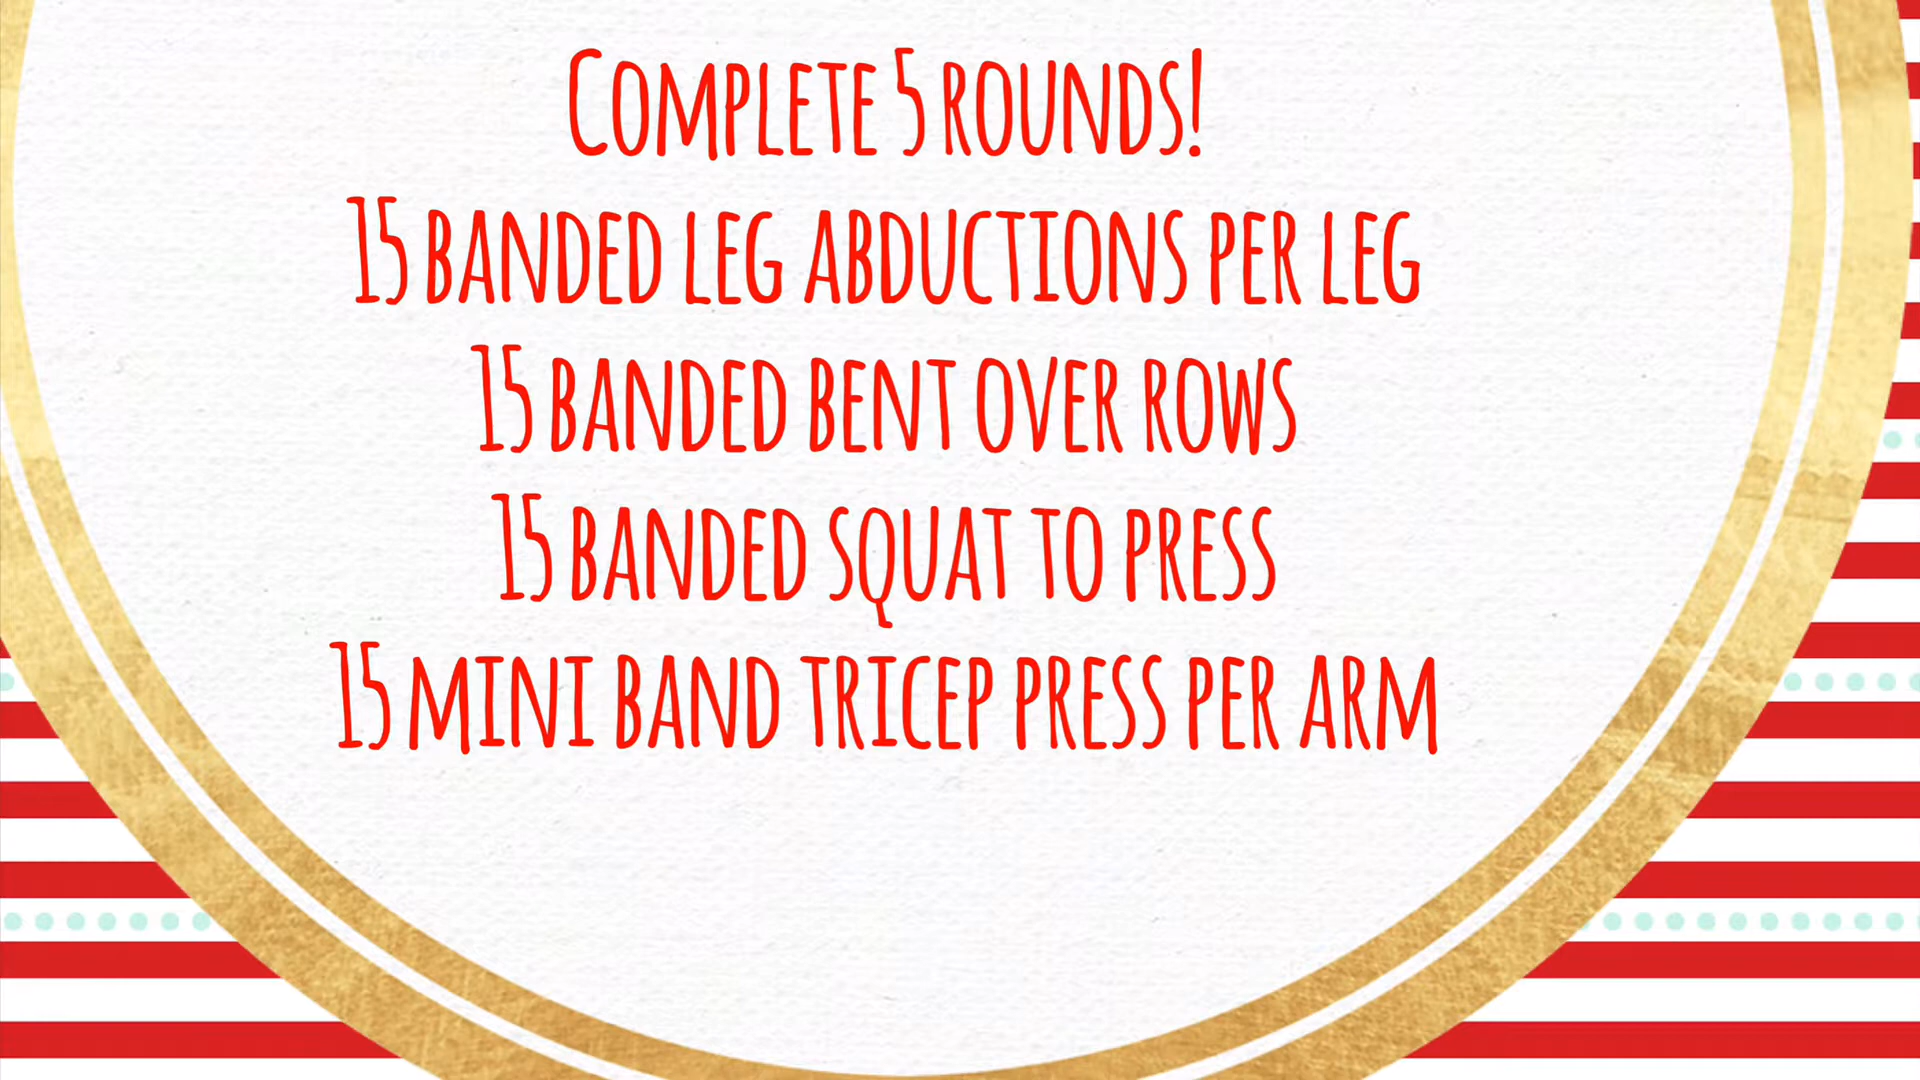 Complete 5 rounds!
15 banded leg abductions per leg
15 banded bent over rows
15 banded squat to press
15 mini band tricep press per arm